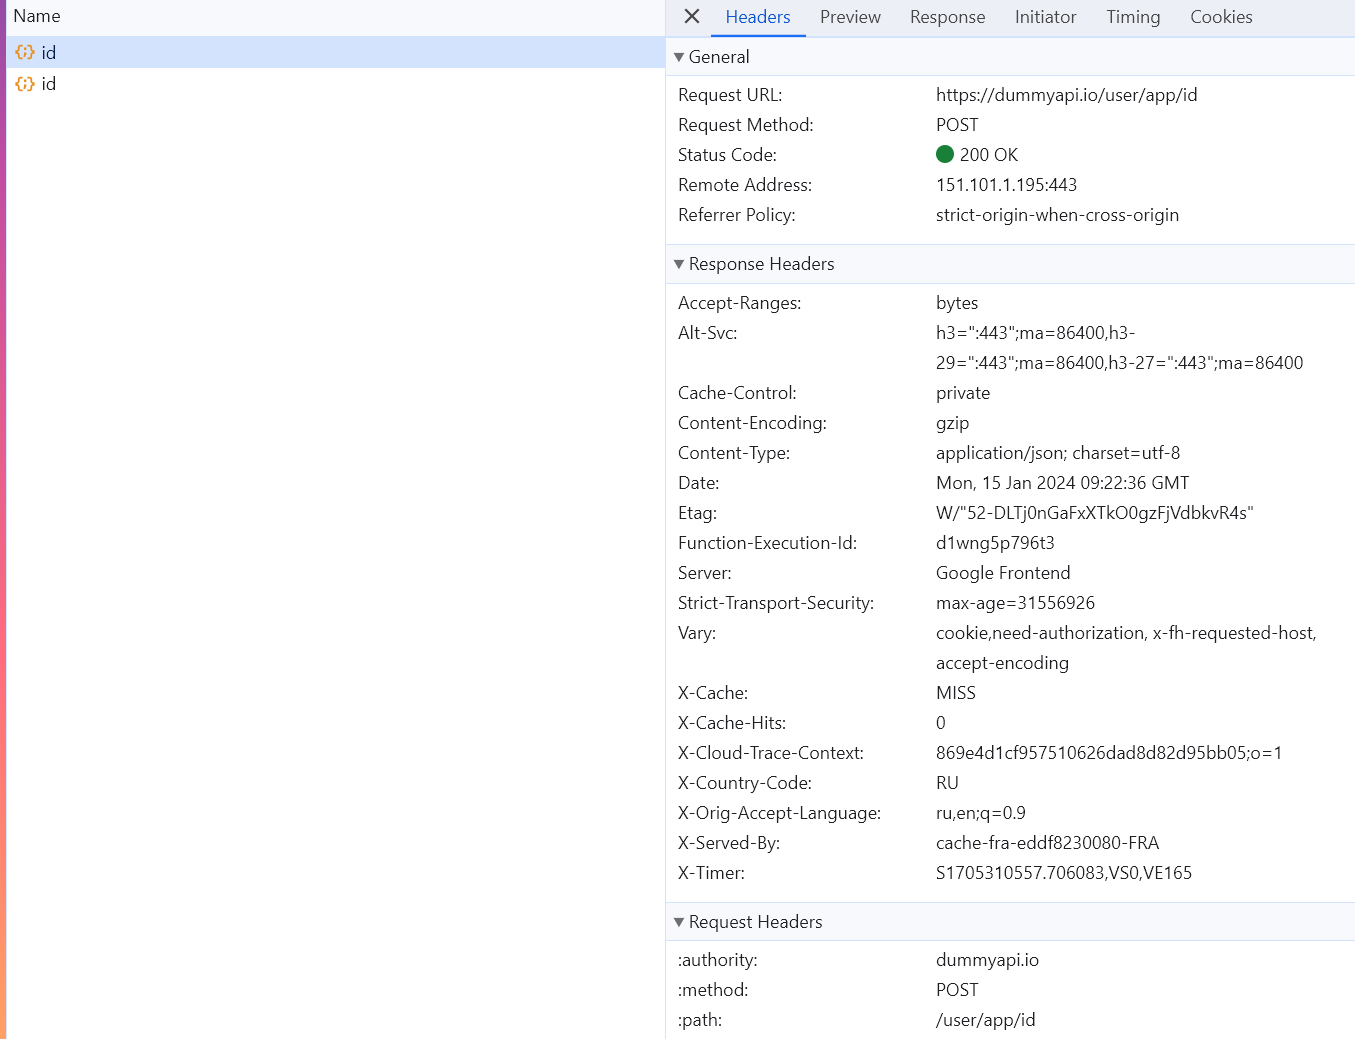 Name
id
id
Headers Preview Response Initiator Timing Cookies
General
Request URL: https://dummyapi.io/user/app/id
Request Method: POST
Status Code: 200 OK
Remote Address: 151.101.1.195:443
Referrer Policy: strict-origin-when-cross-origin
Response Headers
Accept-Ranges: bytes
Alt-Svc: h3=":443";ma=86400,h3-
29=":443";ma=86400,h3-27=":443";ma=86400
Cache-Control: private
Content-Encoding: gzip
Content-Type: application/json; charset=utf-8
Date: Mon, 15 Jan 2024 09:22:36 GMT
Etag: W/"52-DLTj0nGaFxXTkO0gzFjVdbkvR4s"
Function-Execution-Id: d1wng5p796t3
Server: Google Frontend
Strict-Transport-Security: max-age=31556926
Vary: cookie,need-authorization, x-fh-requested-host,
accept-encoding
X-Cache: MISS
X-Cache-Hits: 0
X-Cloud-Trace-Context: 869e4d1cf957510626dad8d82d95bb05;o=1
X-Country-Code: RU
X-Orig-Accept-Language: ru,en;q=0.9
X-Served-By: cache-fra-eddf8230080-FRA
X-Timer: S1705310557.706083,VS0,VE165
Request Headers
:authority: dummyapi.io
:method: POST
:path: /user/app/id